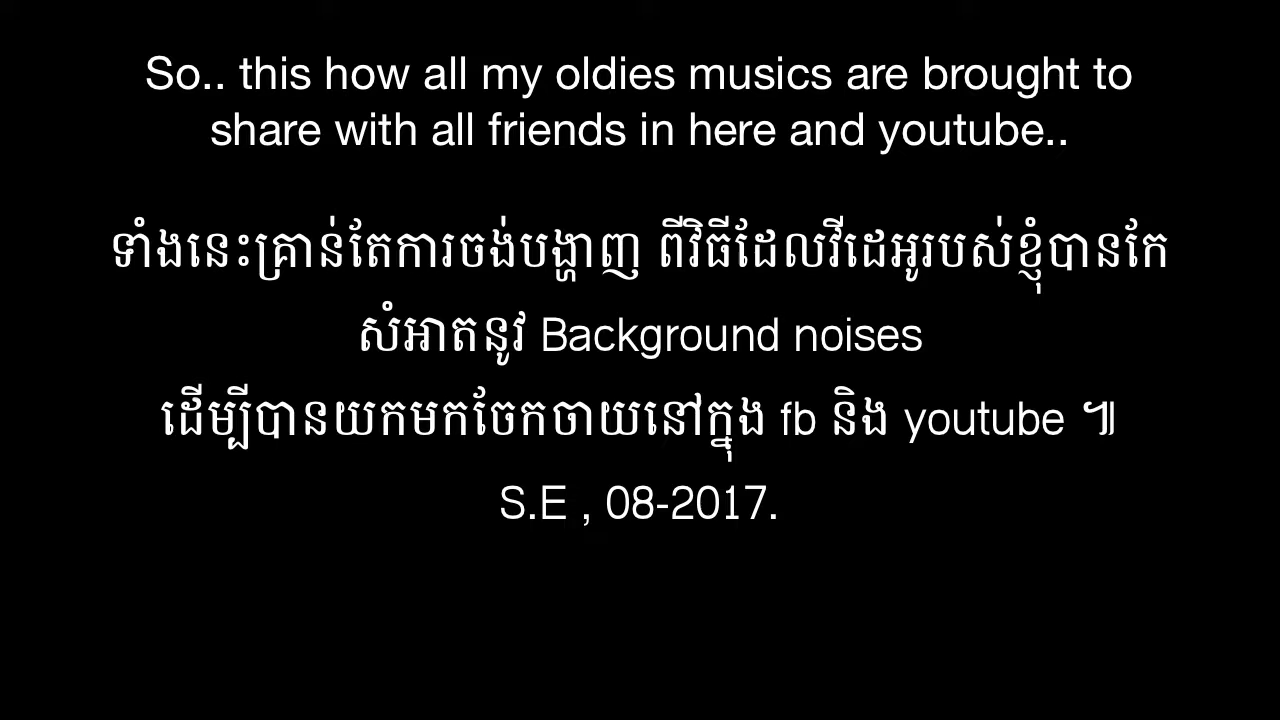 So.. this how all my oldies musics are brought to
share with all friends in here and youtube..
ទាំងនេះគ្រាន់តែការចង់បង្ហាញ ពីវិធីដែលវីដេអូរបស់ខ្ញុំបានកែ
សំអាតនូវ Background noises
ដើម្បីបានយកមកចែកចាយនៅក្នុង fb និង youtube ៕
S.E , 08-2017.